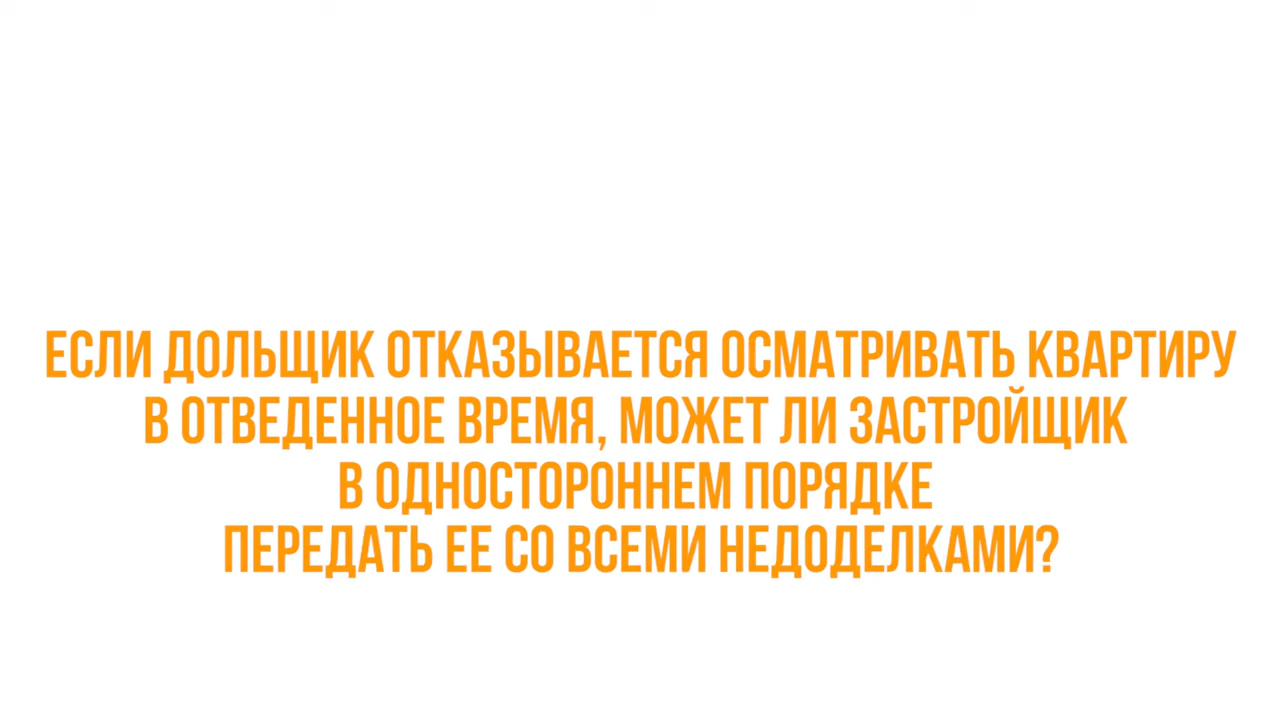 ЕСЛИ ДОЛЬЩИК ОТКАЗЫВАЕТСЯ ОСМАТРИВАТЬ КВАРТИРУ
В ОТВЕДЕННОЕ ВРЕМЯ, МОЖЕТ ЛИ ЗАСТРОЙЩИК
В ОДНОСТОРОННЕМ ПОРЯДКЕ
ПЕРЕДАТЬ ЕЕ СО ВСЕМИ НЕДОДЕЛКАМИ?